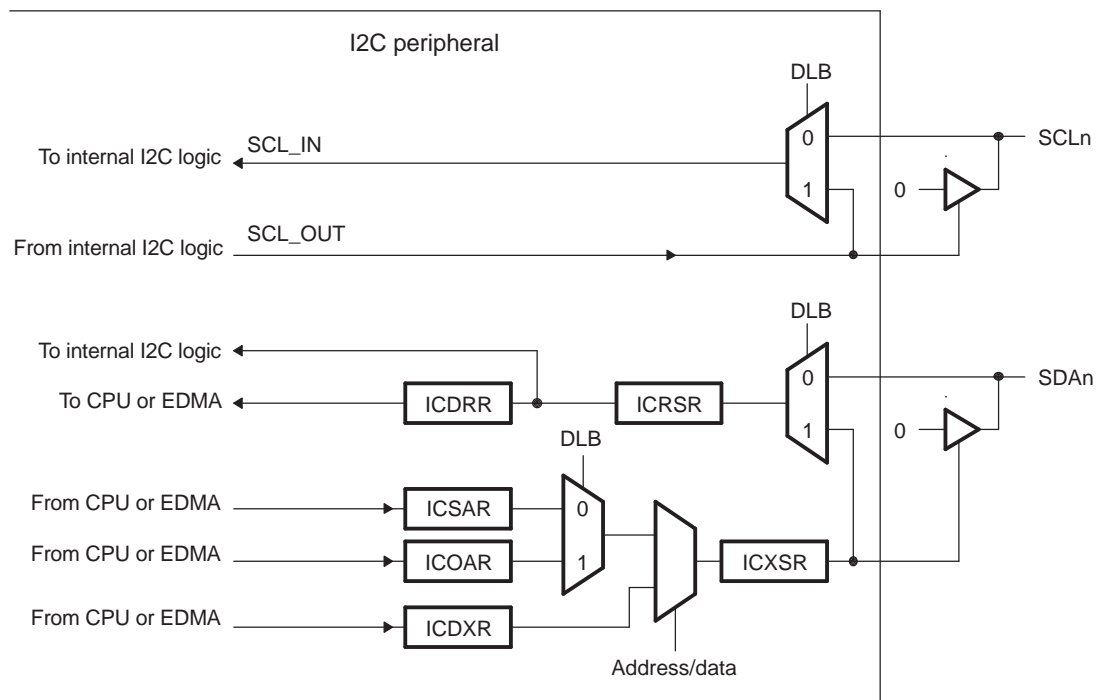 I2C peripheral
DLB
To internal I2C logic
SCL_IN
0
SCLn
1
0
From internal I2C logic
SCL_OUT
DLB
To internal I2C logic
0
SDAn
To CPU or EDMA
ICDRR
ICRSR
1
0
DLB
From CPU or EDMA
ICSAR
0
From CPU or EDMA
ICOAR
1
ICXSR
From CPU or EDMA
ICDXR
Address/data